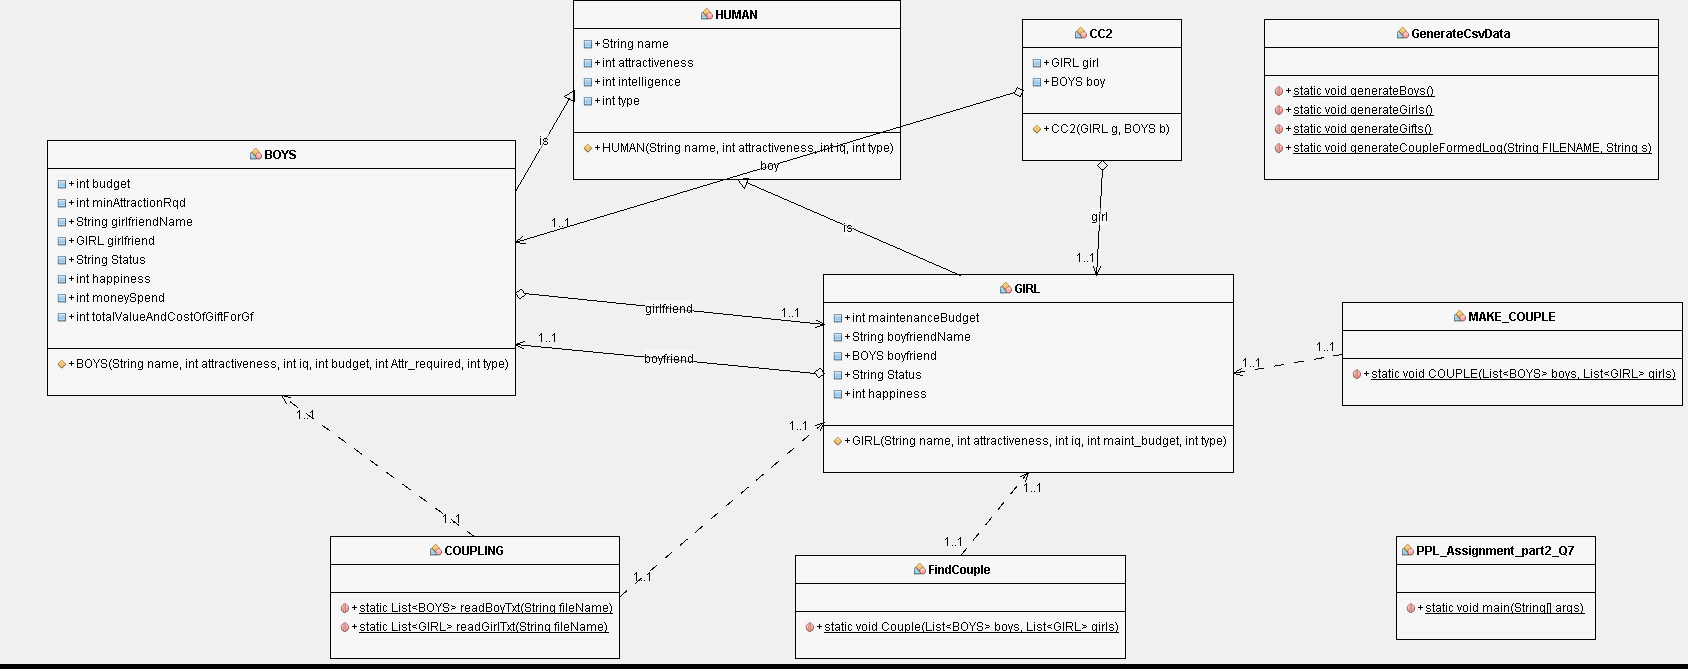 HUMAN
+String name
+int attractiveness
+int intelligence
+int type
+HUMAN(String name, int attractiveness, int iq, int type)
CC2
+GIRL girl
+BOYS boy
+CC2(GIRL g, BOYS b)
GenerateCsvData
+static void generateBoys()
+static void generateGirls()
+static void generateGifts()
+static void generateCoupleFormedLog(String FILENAME, String s)
is
boy
1..1
BOYS
+int budget
+int minAttractionRqd
+String girlfriendName
+GIRL girlfriend
+String Status
+int happiness
+int moneySpend
+int totalValueAndCostOfGiftForGf
+BOYS(String name, int attractiveness, int iq, int budget, int Attr_required, int type)
is
girl
1..1
girlfriend
1..1
1..1
boyfriend
GIRL
+int maintenanceBudget
+String boyfriendName
+BOYS boyfriend
+String Status
+int happiness
+GIRL(String name, int attractiveness, int iq, int maint_budget, int type)
MAKE_COUPLE
+static void COUPLE(List<BOYS> boys, List<GIRL> girls)
1..1
1..1
1..1
1..1
1..1
1..1
1..1
1..1
COUPLING
+static List<BOYS> readBoyTxt(String fileName)
+static List<GIRL> readGirlTxt(String fileName)
FindCouple
+static void Couple(List<BOYS> boys, List<GIRL> girls)
PPL_Assignment_part2_Q7
+static void main(String[] args)